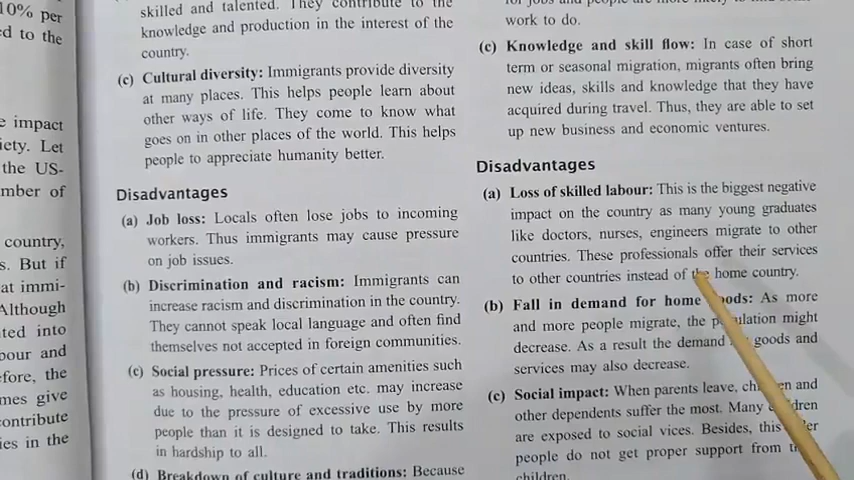 10% per
ed to the
e impact
iety. Let
the US-
mber of
country,
s. But if
at immi-
Although
ted into
pour and
efore, the
mes give
contribute
ies in the
skilled and talented. They contribute to the
knowledge and production in the interest of the
country.
(c) Cultural diversity: Immigrants provide diversity
at many places. This helps people learn about
other ways of life. They come to know what
goes on in other places of the world. This helps
people to appreciate humanity better.
Disadvantages
(a) Job loss: Locals often lose jobs to incoming
workers. Thus immigrants may cause pressure
on job issues.
(b) Discrimination and racism: Immigrants can
increase racism and discrimination in the country.
They cannot speak local language and often find
themselves not accepted in foreign communities.
(c) Social pressure: Prices of certain amenities such
as housing, health, education etc. may increase
due to the pressure of excessive use by more
people than it is designed to take. This results
in hardship to all.
(d) Breakdown of culture and traditions: Because
work to do.
(c) Knowledge and skill flow: In case of short
term or seasonal migration, migrants often bring
new ideas, skills and knowledge that they have
acquired during travel. Thus, they are able to set
up new business and economic ventures.
Disadvantages
(a) Loss of skilled labour: This is the biggest negative
impact on the country as many young graduates
like doctors, nurses, engineers migrate to other
countries. These professionals offer their services
to other countries instead of the home country.
(b) Fall in demand for home goods: As more
and more people migrate, the population might
decrease. As a result the demand goods and
services may also decrease.
(c) Social impact: When parents leave, children and
other dependents suffer the most. Many children
are exposed to social vices. Besides, this
people do not get proper support from
children.